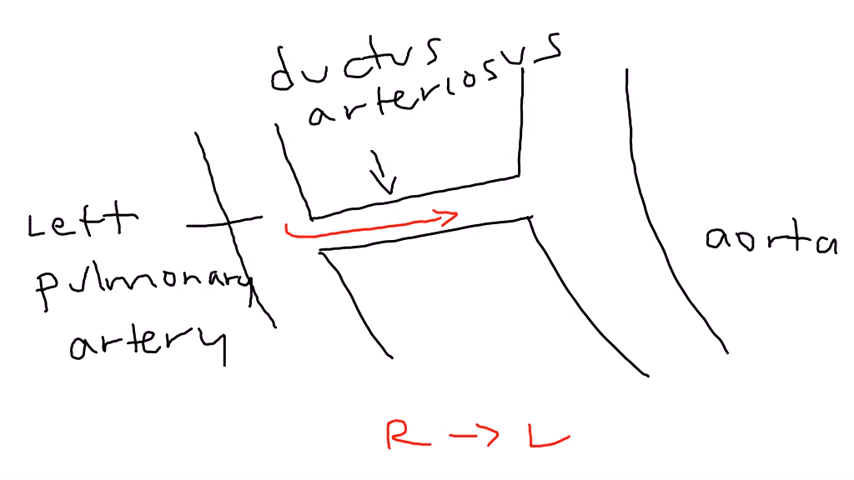 ductus
arteriosus
Left
pulmonary
artery
aorta
R → L